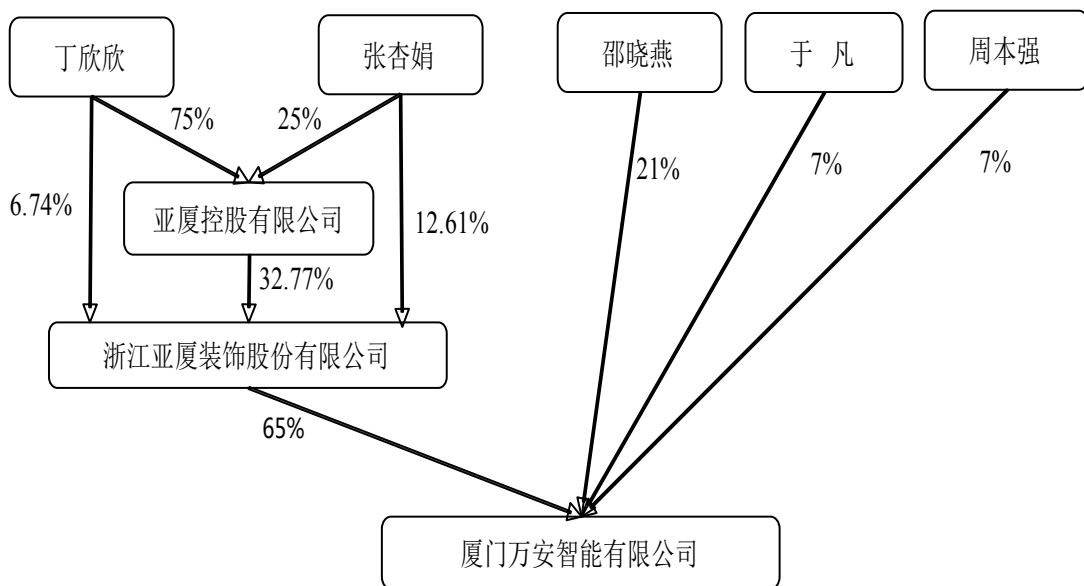 丁欣欣
张杏娟
邵晓燕
于 凡
周本强
75%
25%
21%
7%
7%
6.74%
亚厦控股有限公司
12.61%
32.77%
浙江亚厦装饰股份有限公司
65%
厦门万安智能有限公司